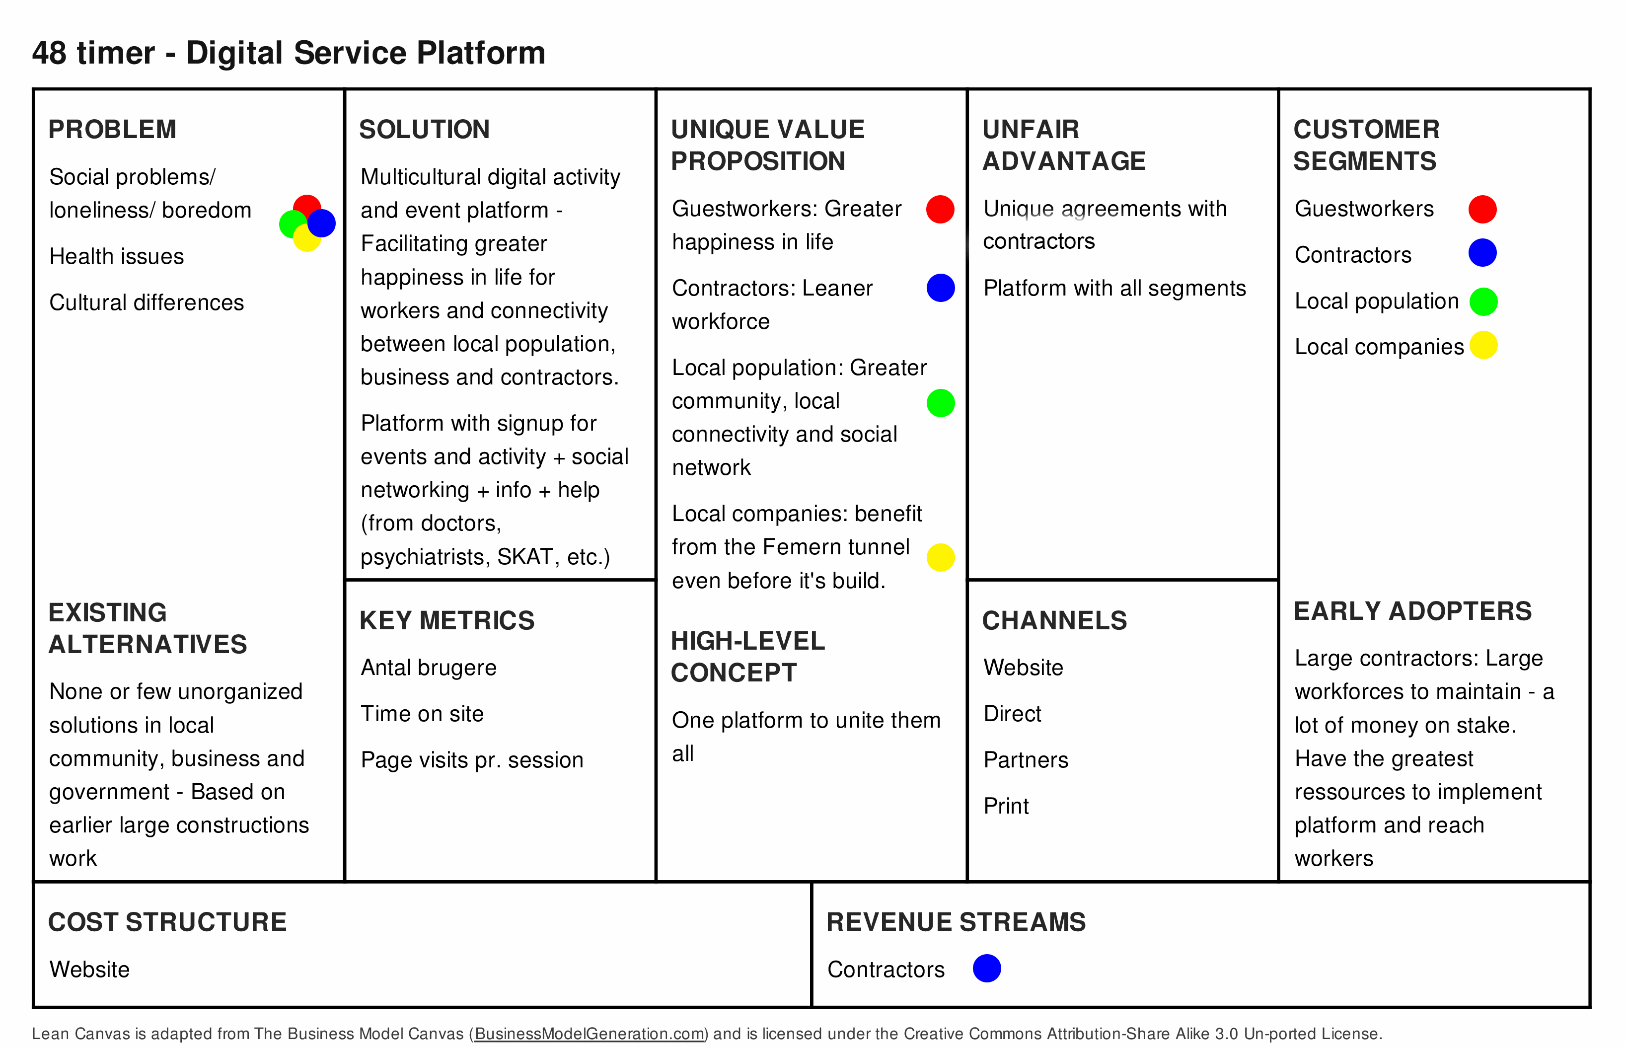 48 timer - Digital Service Platform
PROBLEM
Social problems/
loneliness/ boredom
Health issues
Cultural differences
EXISTING
ALTERNATIVES
None or few unorganized
solutions in local
community, business and
government - Based on
earlier large constructions
work
SOLUTION
Multicultural digital activity
and event platform -
Facilitating greater
happiness in life for
workers and connectivity
between local population,
business and contractors.
Platform with signup for
events and activity + social
networking + info + help
(from doctors,
psychiatrists, SKAT, etc.)
KEY METRICS
Antal brugere
Time on site
Page visits pr. session
UNIQUE VALUE
PROPOSITION
Guestworkers: Greater
happiness in life
Contractors: Leaner
workforce
Local population: Greater
community, local
connectivity and social
network
Local companies: benefit
from the Femern tunnel
even before it's build.
HIGH-LEVEL
CONCEPT
One platform to unite them
all
UNFAIR
ADVANTAGE
Unique agreements with
contractors
Platform with all segments
CHANNELS
Website
Direct
Partners
Print
CUSTOMER
SEGMENTS
Guestworkers
Contractors
Local population
Local companies
EARLY ADOPTERS
Large contractors: Large
workforces to maintain - a
lot of money on stake.
Have the greatest
ressources to implement
platform and reach
workers
COST STRUCTURE
Website
REVENUE STREAMS
Contractors
Lean Canvas is adapted from The Business Model Canvas (BusinessModelGeneration.com) and is licensed under the Creative Commons Attribution-Share Alike 3.0 Un-ported License.